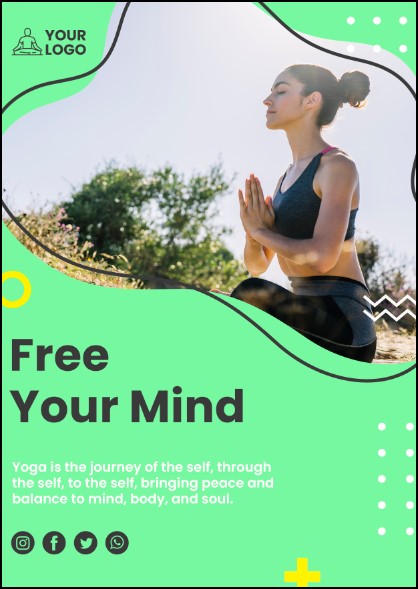 YOUR
LOGO
Free
Your Mind
Yoga is the journey of the self, through
the self, to the self, bringing peace and
balance to mind, body, and soul.